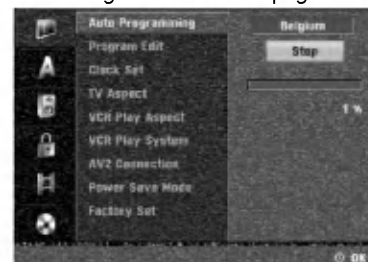 Auto Programming
Belgium
Program Edit
Stop
Clock Set
TV Aspect
VCR Play Aspect
1 %
VCR Play System
AV2 Connection
Power Save Mode
Factory Set
OK